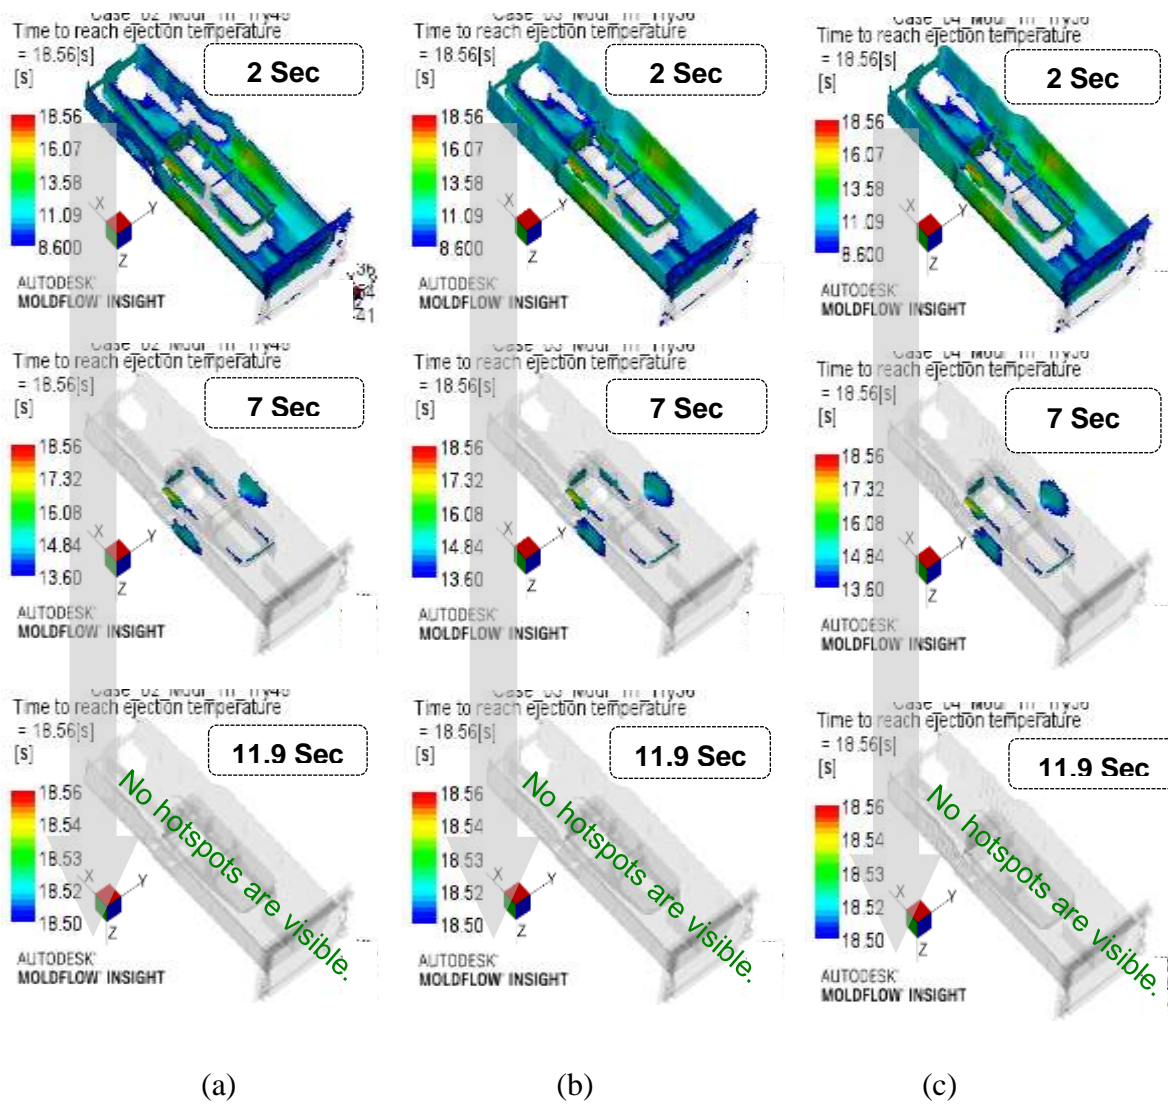 Time to reach ejection temperature
= 18.56[s]
[s]
2 Sec
18.56
16.07
13.58
11.09
8.600
X
Y
Z
AUTODESK
MOLDFLOW INSIGHT
Time to reach ejection temperature
= 18.56[s]
[s]
2 Sec
18.56
16.07
13.58
11.09
8.600
X
Y
Z
AUTODESK
MOLDFLOW INSIGHT
Time to reach ejection temperature
= 18.56[s]
[s]
2 Sec
18.56
16.07
13.58
11.09
8.600
X
Y
Z
AUTODESK
MOLDFLOW INSIGHT
Time to reach ejection temperature
= 18.56[s]
[s]
7 Sec
18.56
17.32
16.08
14.84
13.60
X
Y
Z
AUTODESK
MOLDFLOW INSIGHT
Time to reach ejection temperature
= 18.56[s]
[s]
7 Sec
18.56
17.32
16.08
14.84
13.60
X
Y
Z
AUTODESK
MOLDFLOW INSIGHT
Time to reach ejection temperature
= 18.56[s]
[s]
7 Sec
18.56
17.32
16.08
14.84
13.60
X
Y
Z
AUTODESK
MOLDFLOW INSIGHT
Time to reach ejection temperature
= 18.56[s]
[s]
11.9 Sec
18.56
18.54
18.53
18.52
18.50
No hotspots are visible.
X
Y
Z
AUTODESK
MOLDFLOW INSIGHT
Time to reach ejection temperature
= 18.56[s]
[s]
11.9 Sec
18.56
18.54
18.53
18.52
18.50
No hotspots are visible.
X
Y
Z
AUTODESK
MOLDFLOW INSIGHT
Time to reach ejection temperature
= 18.56[s]
[s]
11.9 Sec
18.56
18.54
18.53
18.52
18.50
No hotspots are visible.
X
Y
Z
AUTODESK
MOLDFLOW INSIGHT
(a)
(b)
(c)